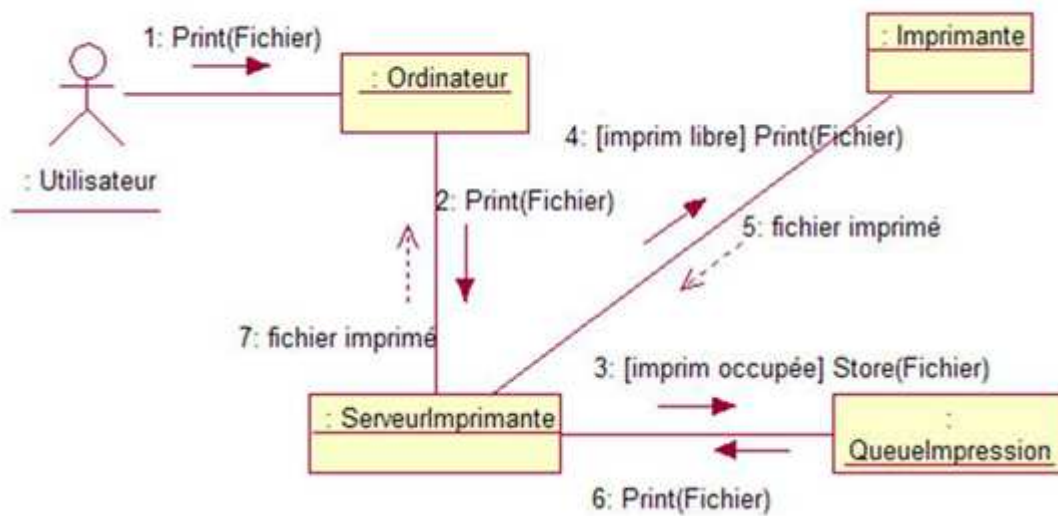 1: Print(Fichier)
: Imprimante
: Ordinateur
4: [imprim libre] Print(Fichier)
: Utilisateur
2: Print(Fichier)
5: fichier imprimé
7: fichier imprimé
3: [imprim occupée] Store(Fichier)
: ServeurImprimante
:
QueueImpression
6: Print(Fichier)